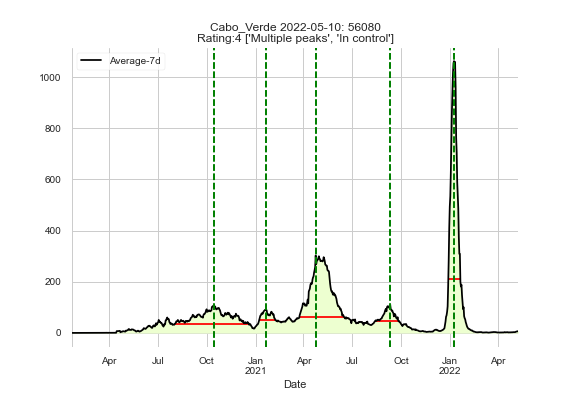 Cabo_Verde 2022-05-10: 56080
Rating:4 ['Multiple peaks', 'In control']
Average-7d
1000
800
600
400
200
0
Apr Jul Oct Jan Apr Jul Oct Jan Apr
2021 2022
Date